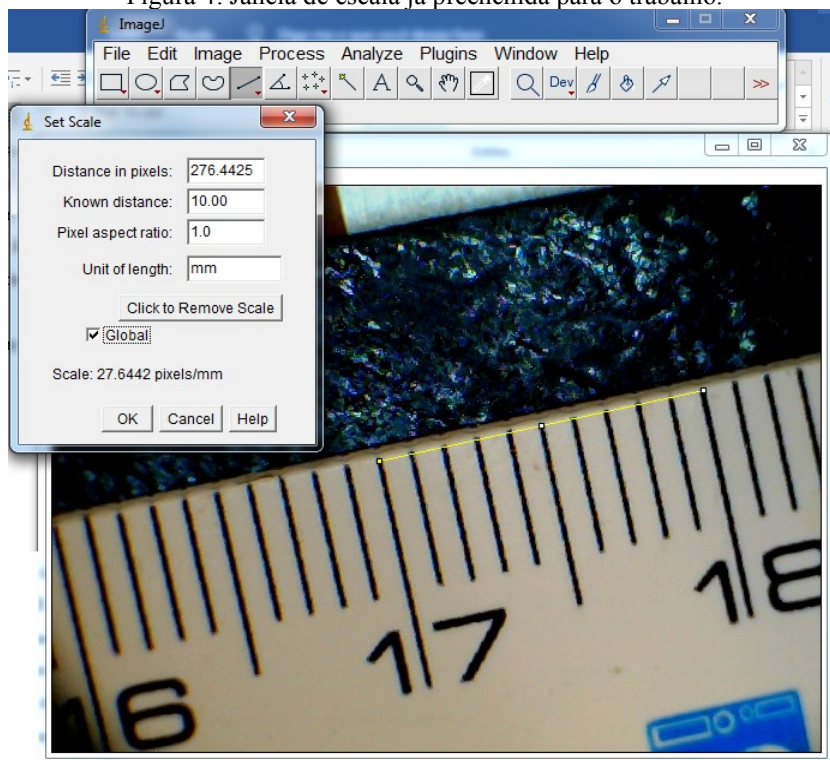 Figura 4. Janela de escala já preenchida para o trabalho.
ImageJ
File Edit Image Process Analyze Plugins Window Help
A Dev >>
Set Scale
Distance in pixels: 276.4425
Known distance: 10.00
Pixel aspect ratio: 1.0
Unit of length: mm
Click to Remove Scale
Global
Scale: 27.6442 pixels/mm
OK Cancel Help
16 17 18